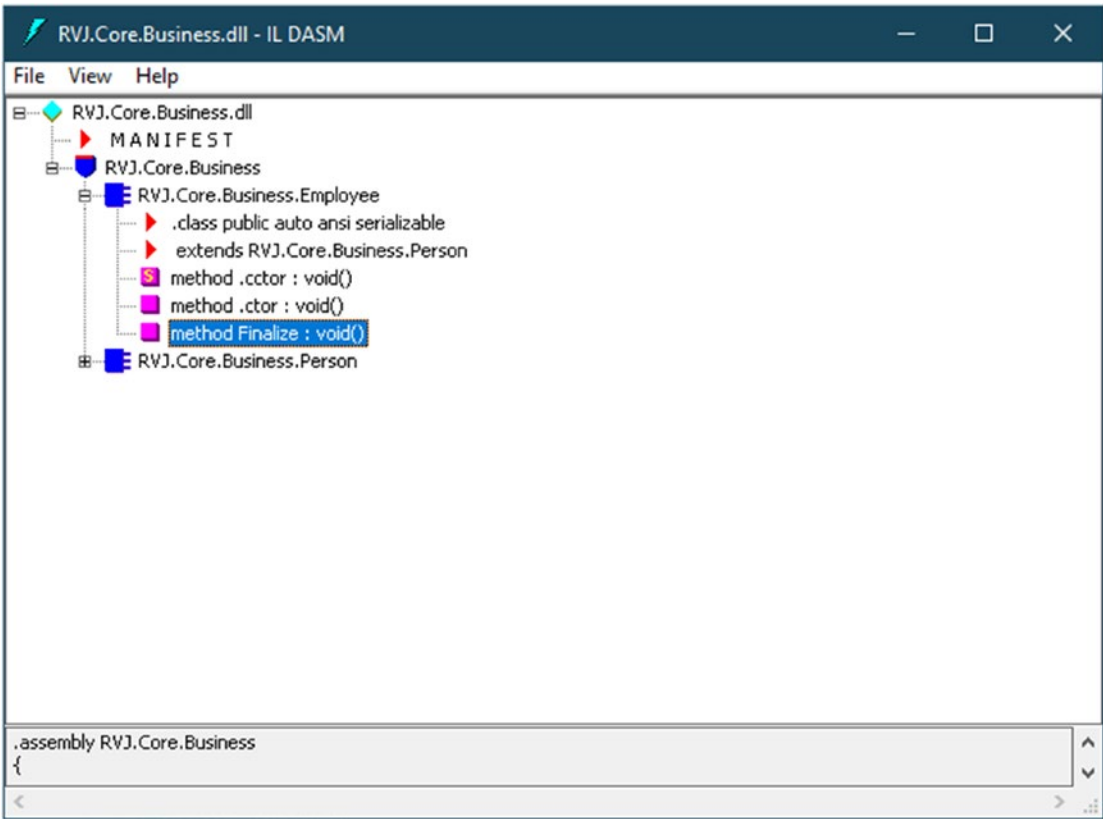 RVJ.Core.Business.dll - IL DASM
File View Help
RVJ.Core.Business.dll
M A N I F E S T
RVJ.Core.Business
RVJ.Core.Business.Employee
.class public auto ansi serializable
extends RVJ.Core.Business.Person
S method .cctor : void()
method .ctor : void()
method Finalize : void()
RVJ.Core.Business.Person
.assembly RVJ.Core.Business
{